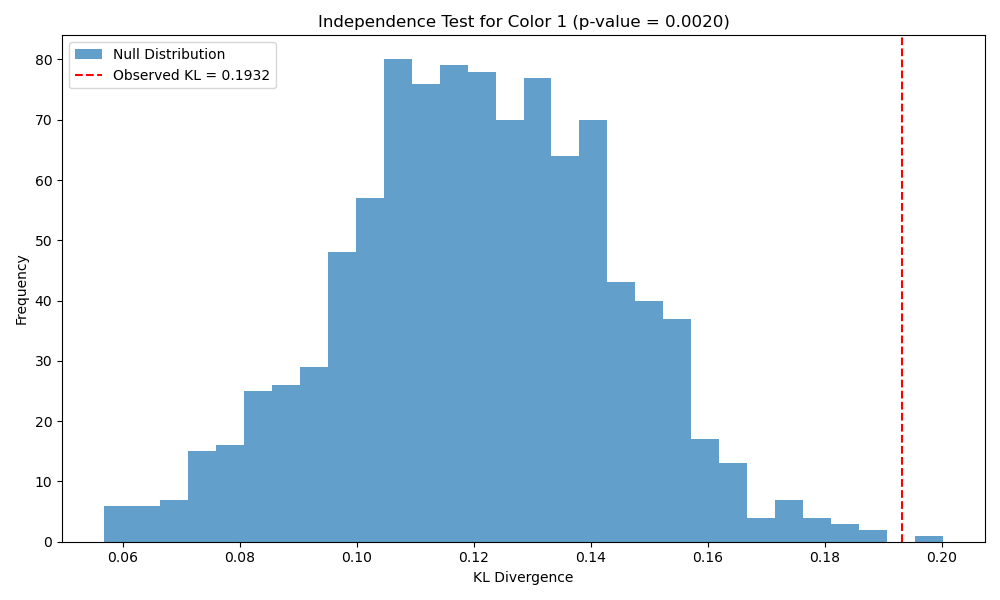 Independence Test for Color 1 (p-value = 0.0020)
Null Distribution
Observed KL = 0.1932
80
70
60
50
40
30
20
10
0
Frequency
0.06 0.08 0.10 0.12 0.14 0.16 0.18 0.20
KL Divergence